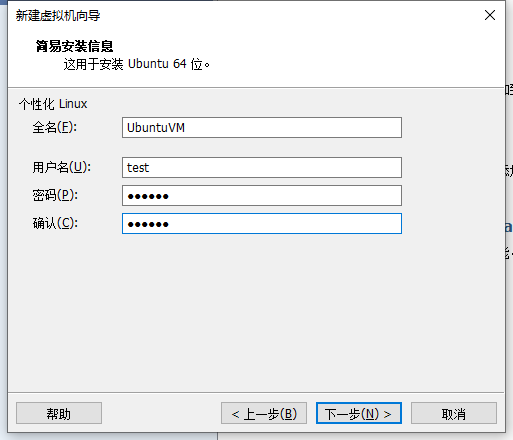 新建虚拟机向导
简易安装信息
这用于安装 Ubuntu 64 位。
个性化 Linux
全名(F):
UbuntuVM
用户名(U):
test
密码(P):
●●●●●●
确认(C):
●●●●●●
帮助
< 上一步(B)
下一步(N) >
取消